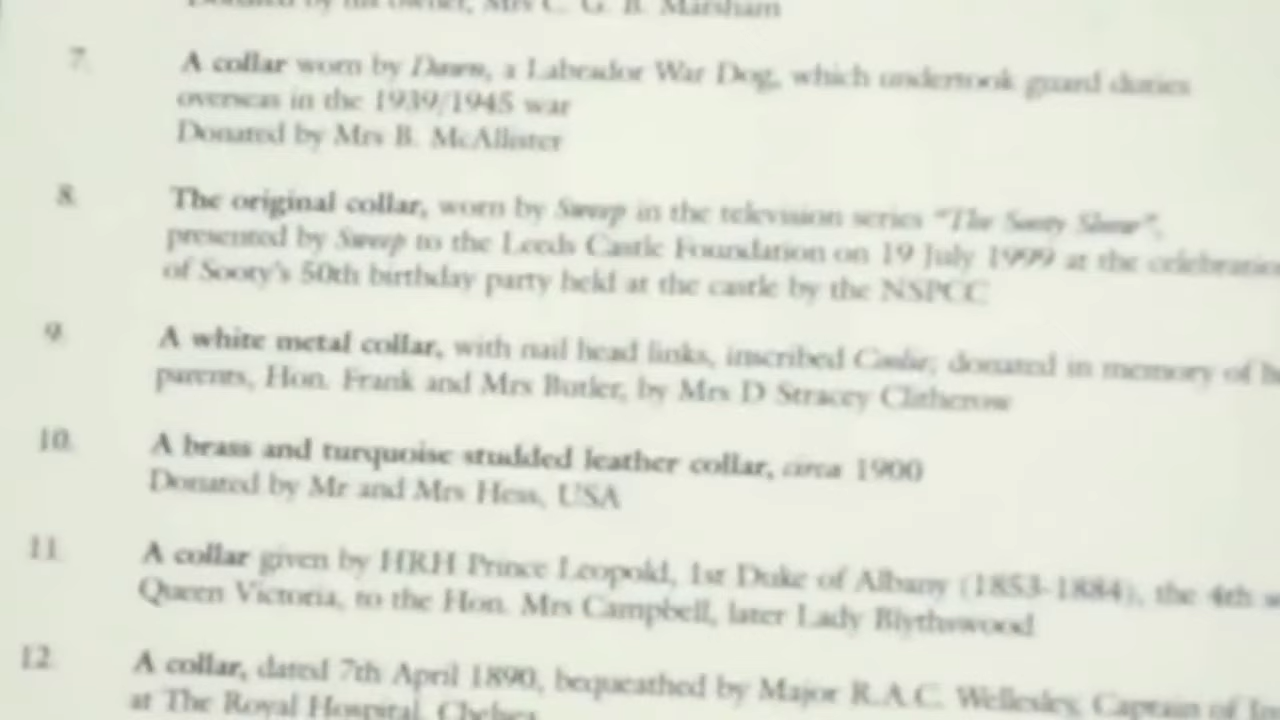 Donated by his owner, Mrs C. G. B. Marsham
7. A collar worn by Dawn, a Labrador War Dog, which undertook guard duties
overseas in the 1939/1945 war
Donated by Mrs B. McAllister
8. The original collar, worn by Sweep in the television series "The Sooty Show",
presented by Sweep to the Leeds Castle Foundation on 19 July 1999 at the celebration
of Sooty's 50th birthday party held at the castle by the NSPCC
9. A white metal collar, with nail head links, inscribed donated in memory of
parents, Hon. Frank and Mrs Butler, by Mrs D Stracey Clitherow
10. A brass and turquoise studded leather collar, circa 1900
Donated by Mr and Mrs Hess, USA
11. A collar given by HRH Prince Leopold, 1st Duke of Albany (1853-1884), the 4th
Queen Victoria, to the Hon. Mrs Campbell, later Lady Blythswood
12. A collar, dated 7th April 1890, bequeathed by Major R.A.C. Wellesley, Captain of
at The Royal Hospital, Chelsea